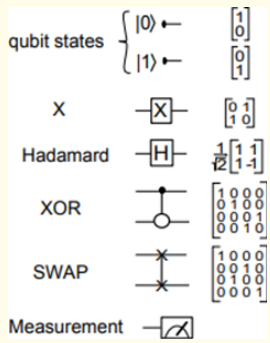 |0⟩ [1 0]
qubit states
|1⟩ [0 1]
X X [0 1 1 0]
Hadamard H 1/√2 [1 1 1 -1]
XOR
1 0 0 0
0 1 0 0
0 0 0 1
0 0 1 0
SWAP
1 0 0 0
0 0 1 0
0 1 0 0
0 0 0 1
Measurement